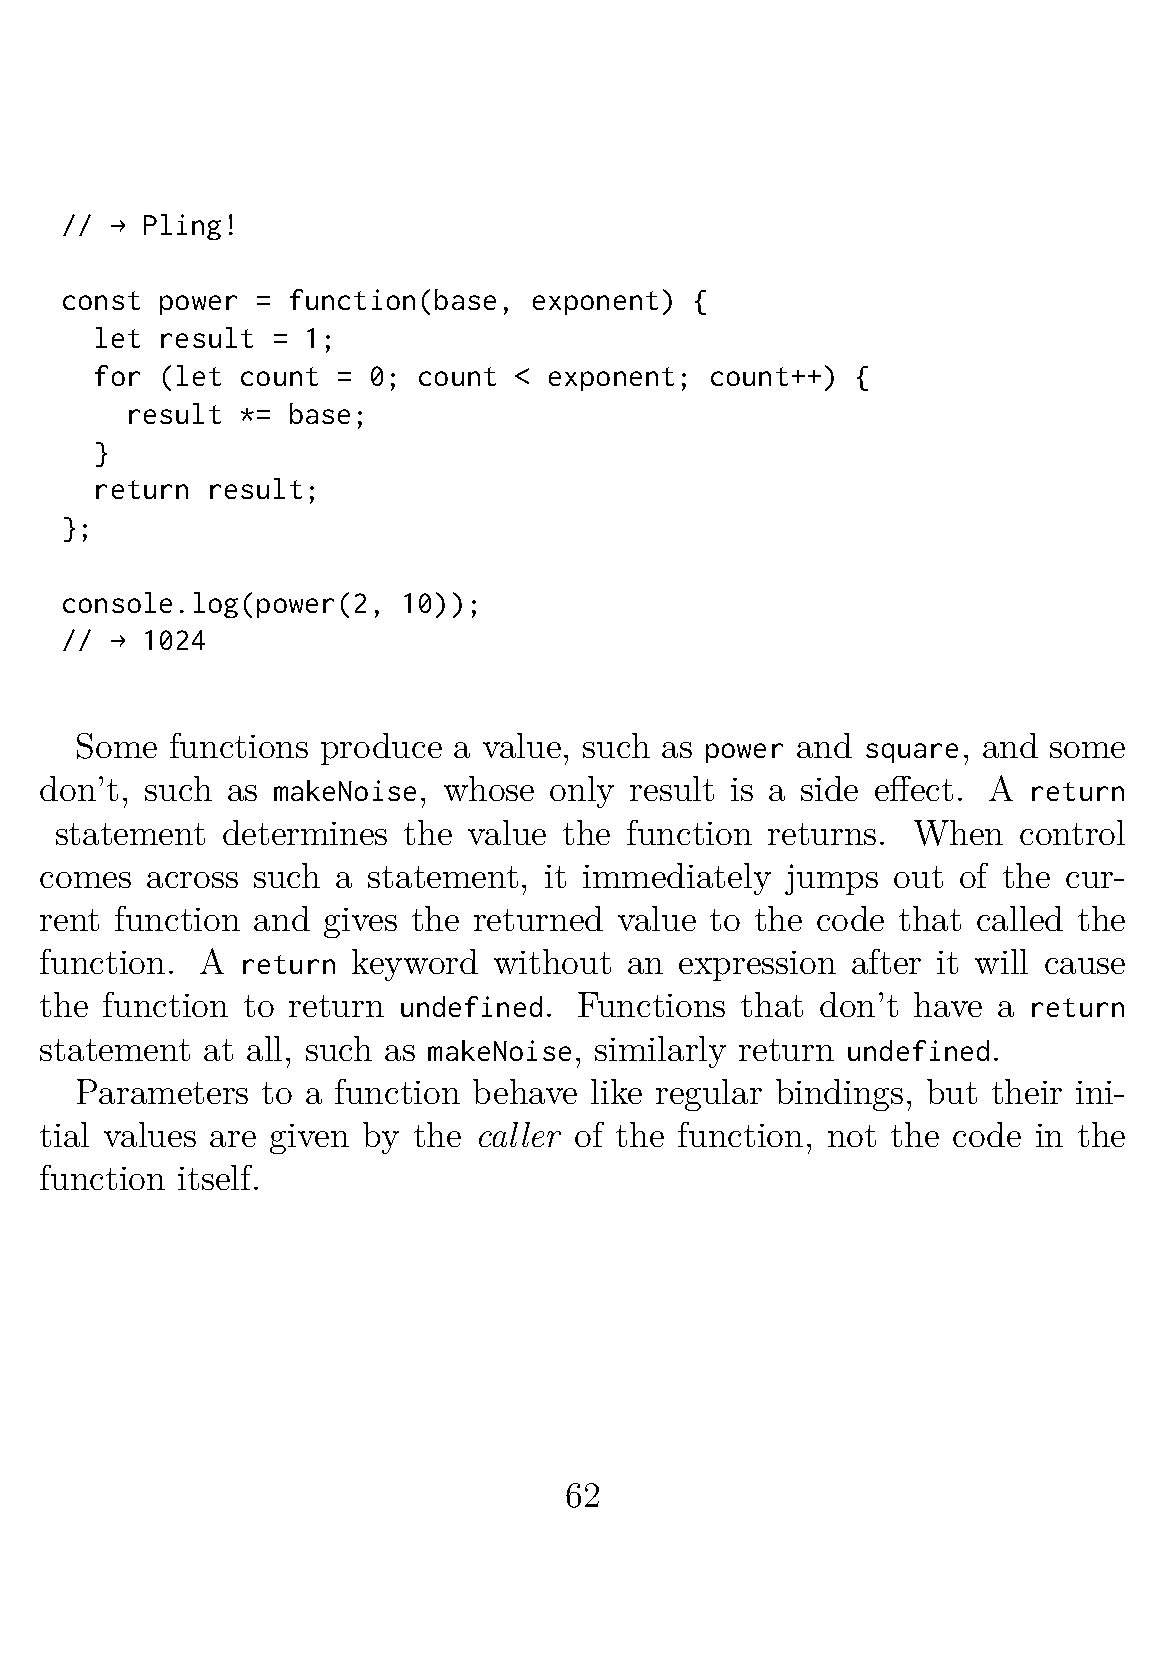 // → Pling!

const power = function(base, exponent) {
  let result = 1;
  for (let count = 0; count < exponent; count++) {
    result *= base;
  }
  return result;
};

console.log(power(2, 10));
// → 1024

Some functions produce a value, such as power and square, and some
don't, such as makeNoise, whose only result is a side effect. A return
statement determines the value the function returns. When control
comes across such a statement, it immediately jumps out of the cur-
rent function and gives the returned value to the code that called the
function. A return keyword without an expression after it will cause
the function to return undefined. Functions that don't have a return
statement at all, such as makeNoise, similarly return undefined.
Parameters to a function behave like regular bindings, but their ini-
tial values are given by the caller of the function, not the code in the
function itself.

62